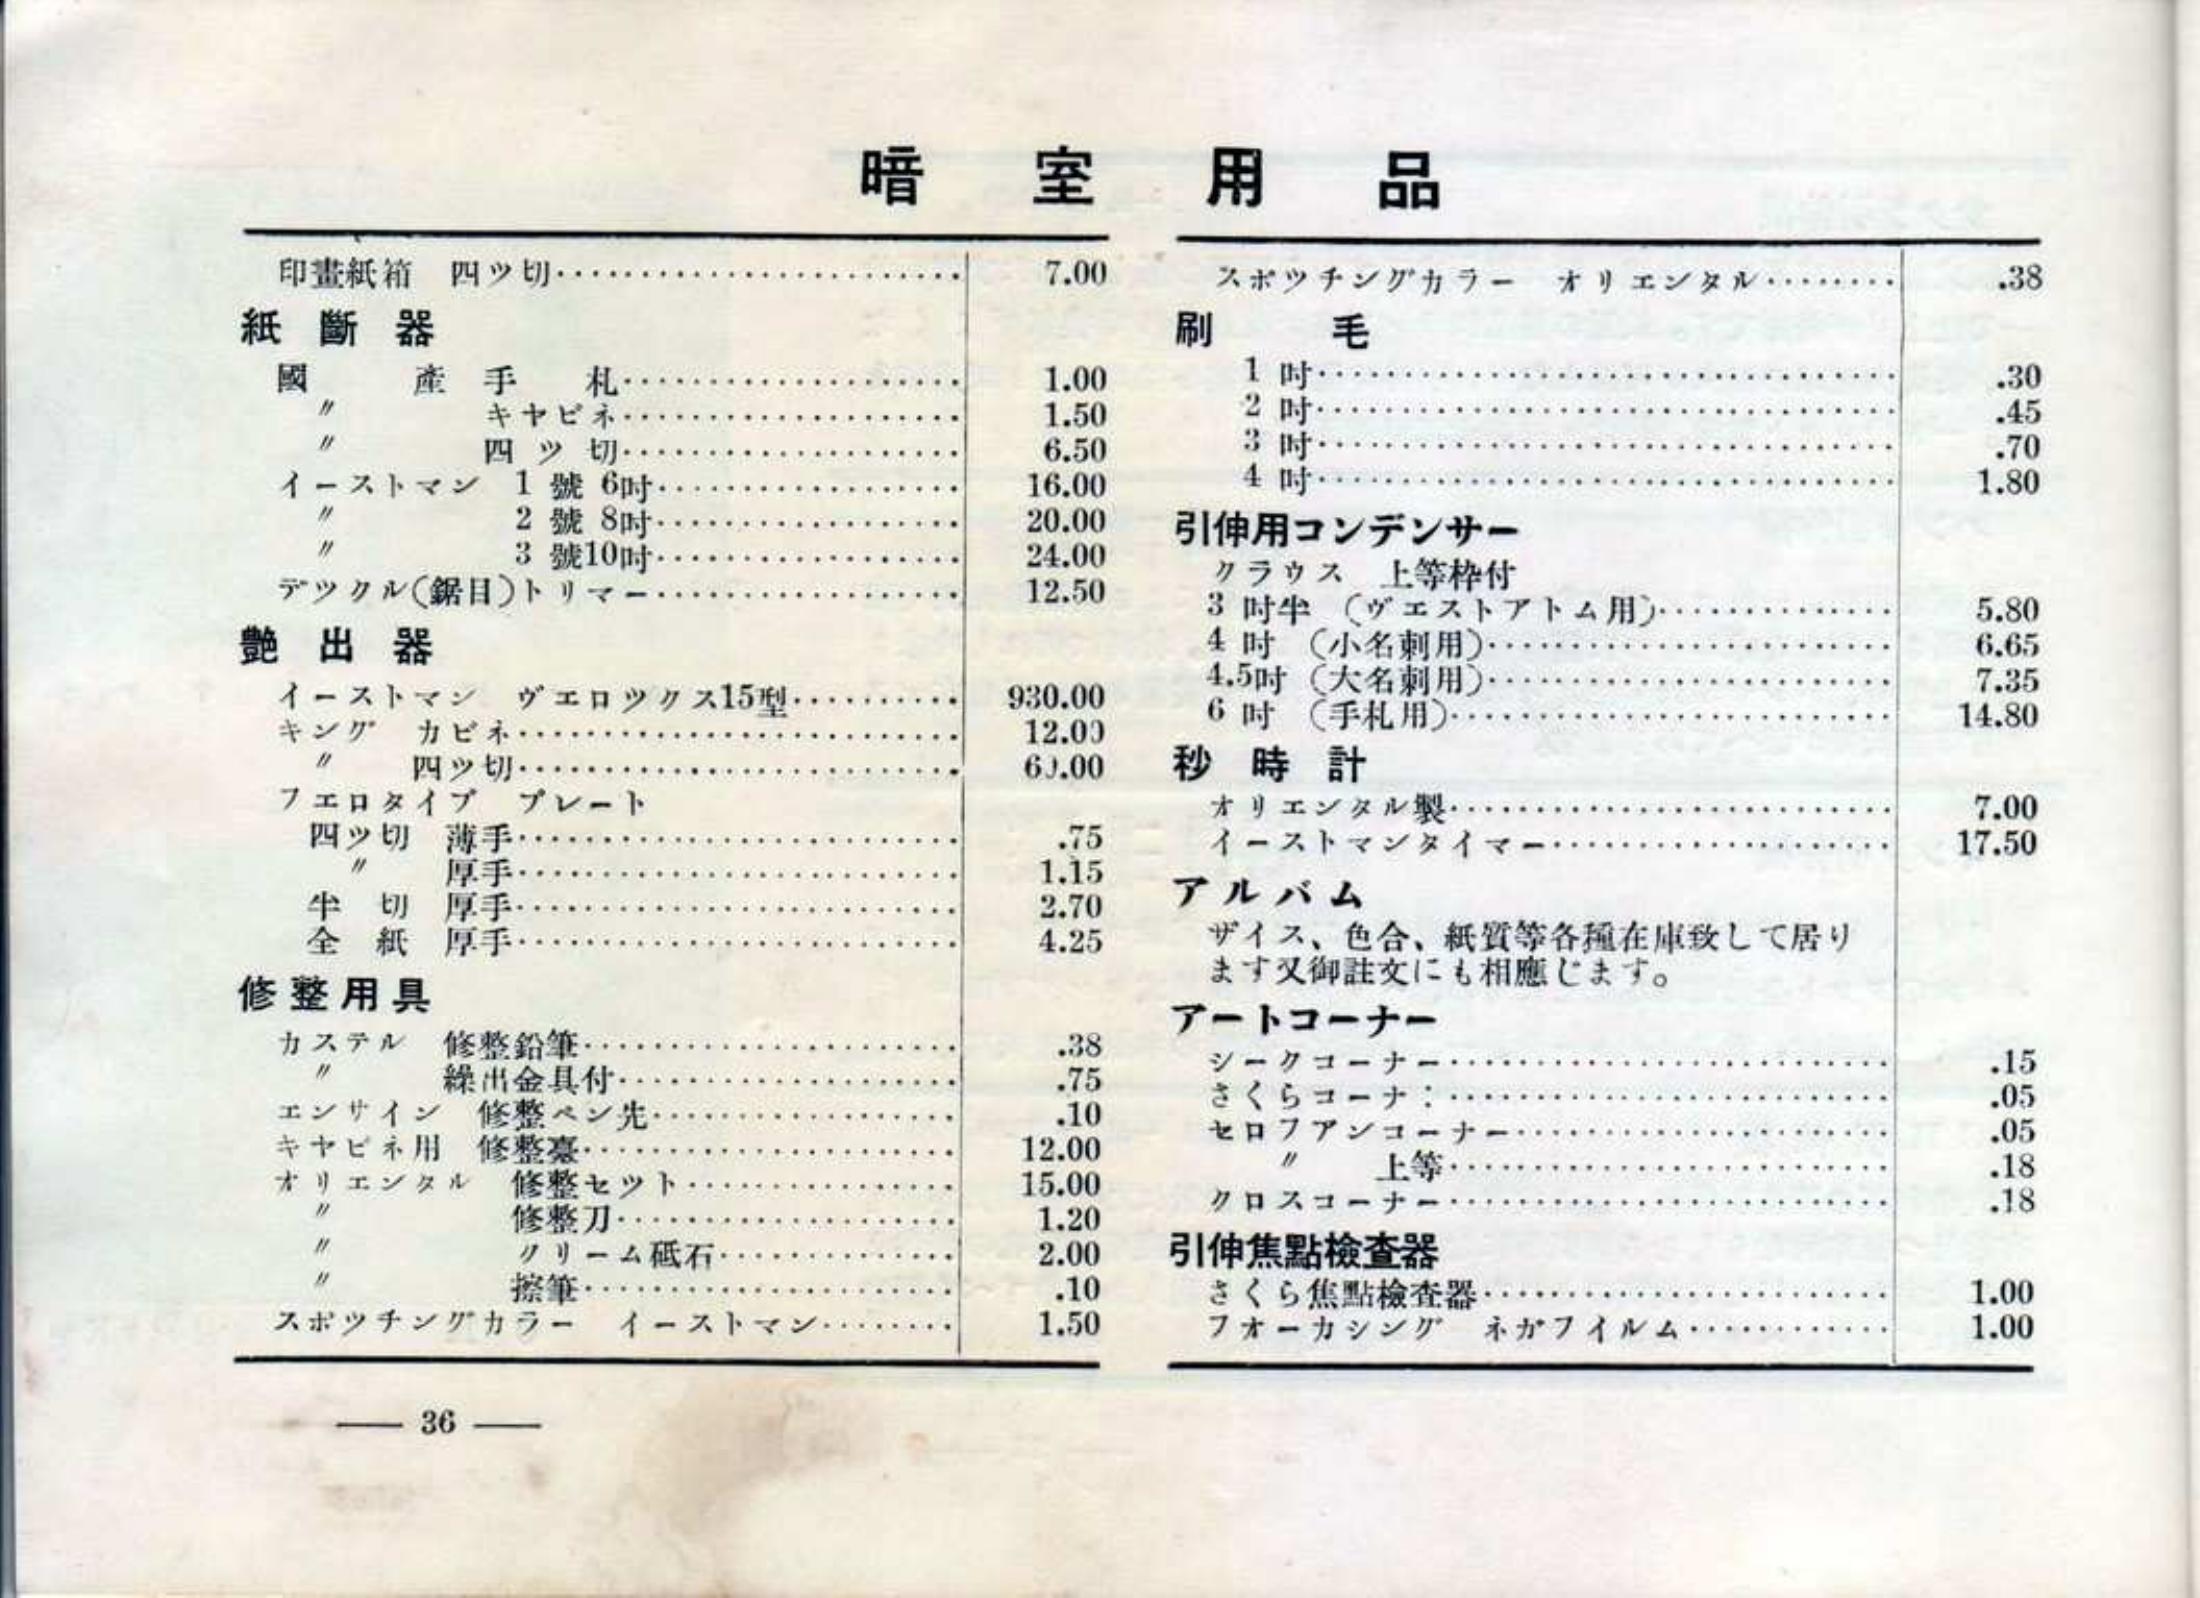 暗室用品
印畫紙箱 四ツ切 7.00
紙斷器
國產手札 1.00
〃 キヤビネ 1.50
〃 四ツ切 6.50
イーストマン 1號 6吋 16.00
〃 2號 8吋 20.00
〃 3號10吋 24.00
デツクル(鋸目)トリマー 12.50
艶出器
イーストマン ヴエロツクス15型 930.00
キング カビネ 12.00
〃 四ツ切 60.00
フエロタイプ プレート
四ツ切 薄手 .75
〃 厚手 1.15
半切 厚手 2.70
全紙 厚手 4.25
修整用具
カステル 修整鉛筆 .38
〃 繰出金具付 .75
エンサイン 修整ペン先 .10
キヤビネ用 修整臺 12.00
オリエンタル 修整セツト 15.00
〃 修整刀 1.20
〃 クリーム砥石 2.00
〃 擦筆 .10
スポツチングカラー イーストマン 1.50
スポツチングカラー オリエンタル .38
刷毛
1吋 .30
2吋 .45
3吋 .70
4吋 1.80
引伸用コンデンサー
クラウス 上等枠付
3吋半 (ヴエストアトム用) 5.80
4吋 (小名刺用) 6.65
4.5吋 (大名刺用) 7.35
6吋 (手札用) 14.80
秒時計
オリエンタル製 7.00
イーストマンタイマー 17.50
アルバム
ザイス、色合、紙質等各種在庫致して居り
ます又御註文にも相應じます。
アートコーナー
シークコーナー .15
さくらコーナー .05
セロフアンコーナー .05
〃 上等 .18
クロスコーナー .18
引伸焦點檢查器
さくら焦點檢查器 1.00
フオーカシング ネガフイルム 1.00
— 36 —